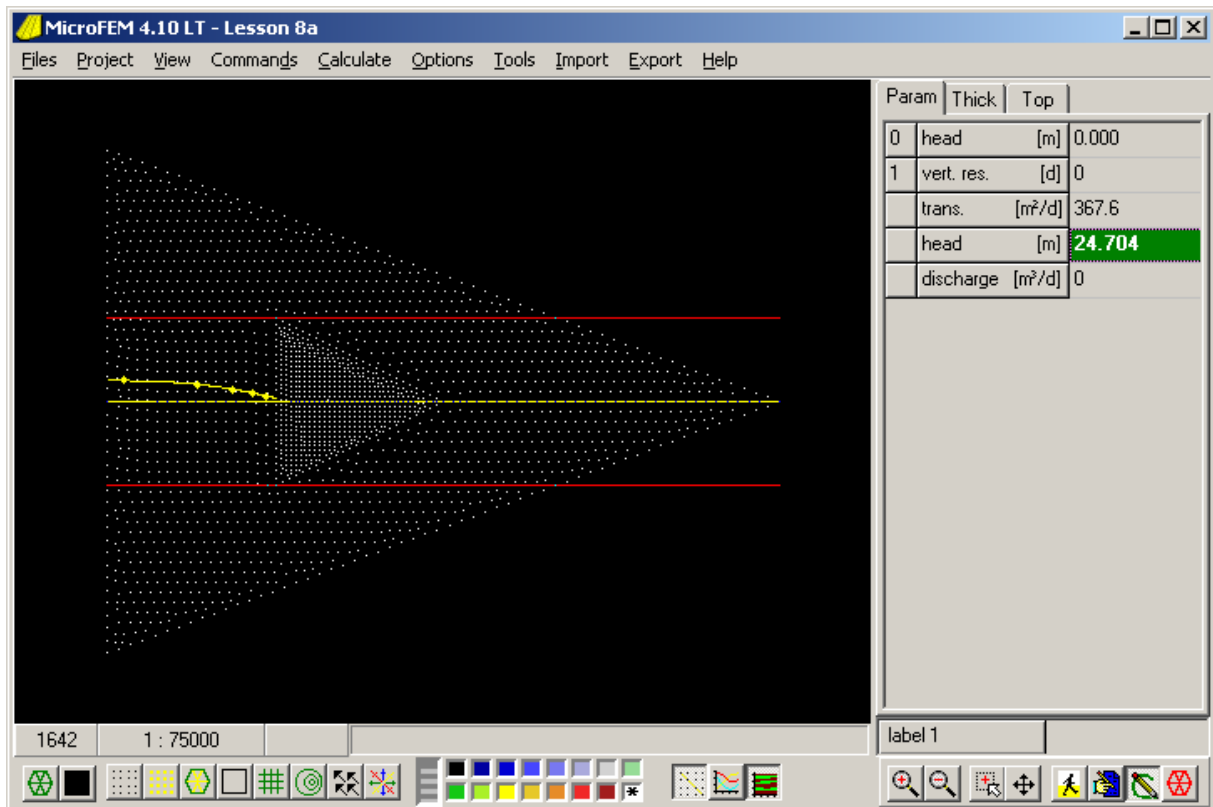 MicroFEM 4.10 LT - Lesson 8a
Files Project View Commands Calculate Options Tools Import Export Help
Param Thick Top
0 head [m] 0.000
1 vert. res. [d] 0
trans. [m²/d] 367.6
head [m] 24.704
discharge [m³/d] 0
1642 1 : 75000
label 1